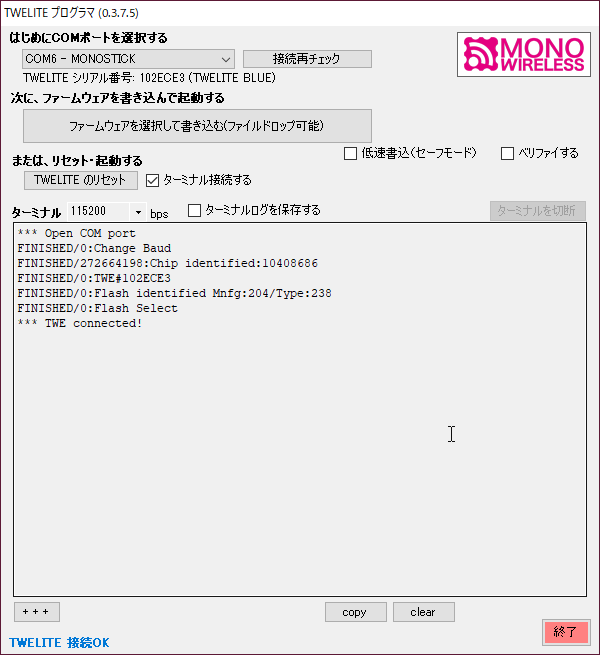 TWELITE プログラマ (0.3.7.5)
はじめにCOMポートを選択する
COM6 - MONOSTICK
接続再チェック
MONO
WIRELESS
TWELITE シリアル番号: 102ECE3 (TWELITE BLUE)
次に、ファームウェアを書き込んで起動する
ファームウェアを選択して書き込む(ファイルドロップ可能)
低速書込(セーフモード)
ベリファイする
または、リセット・起動する
TWELITE のリセット
ターミナル接続する
ターミナル 115200 bps
ターミナルログを保存する
ターミナルを切断
*** Open COM port
FINISHED/0:Change Baud
FINISHED/272664198:Chip identified:10408686
FINISHED/0:TWE#102ECE3
FINISHED/0:Flash identified Mnfg:204/Type:238
FINISHED/0:Flash Select
*** TWE connected!
+ + +
copy
clear
終了
TWELITE 接続OK